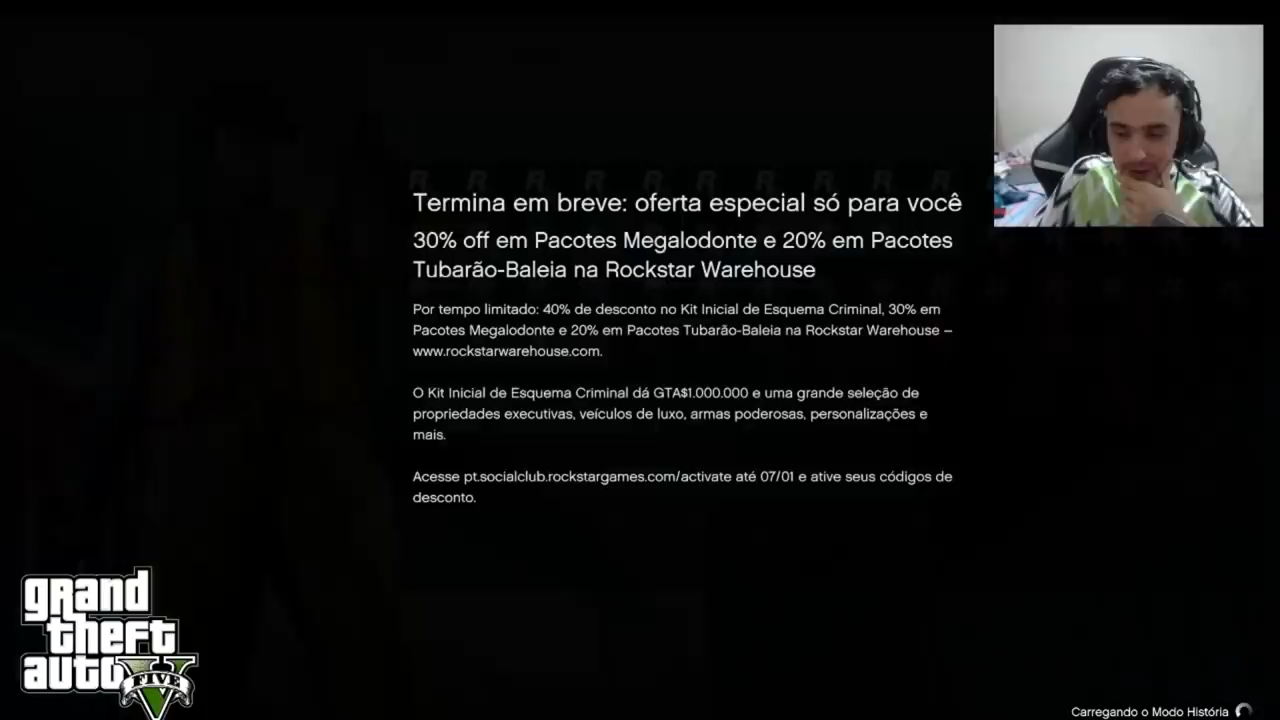 Termina em breve: oferta especial só para você
30% off em Pacotes Megalodonte e 20% em Pacotes
Tubarão-Baleia na Rockstar Warehouse
Por tempo limitado: 40% de desconto no Kit Inicial de Esquema Criminal, 30% em
Pacotes Megalodonte e 20% em Pacotes Tubarão-Baleia na Rockstar Warehouse –
www.rockstarwarehouse.com.
O Kit Inicial de Esquema Criminal dá GTA$1.000.000 e uma grande seleção de
propriedades executivas, veículos de luxo, armas poderosas, personalizações e
mais.
Acesse pt.socialclub.rockstargames.com/activate até 07/01 e ative seus códigos de
desconto.
grand
theft
auto V
FIVE
Carregando o Modo História